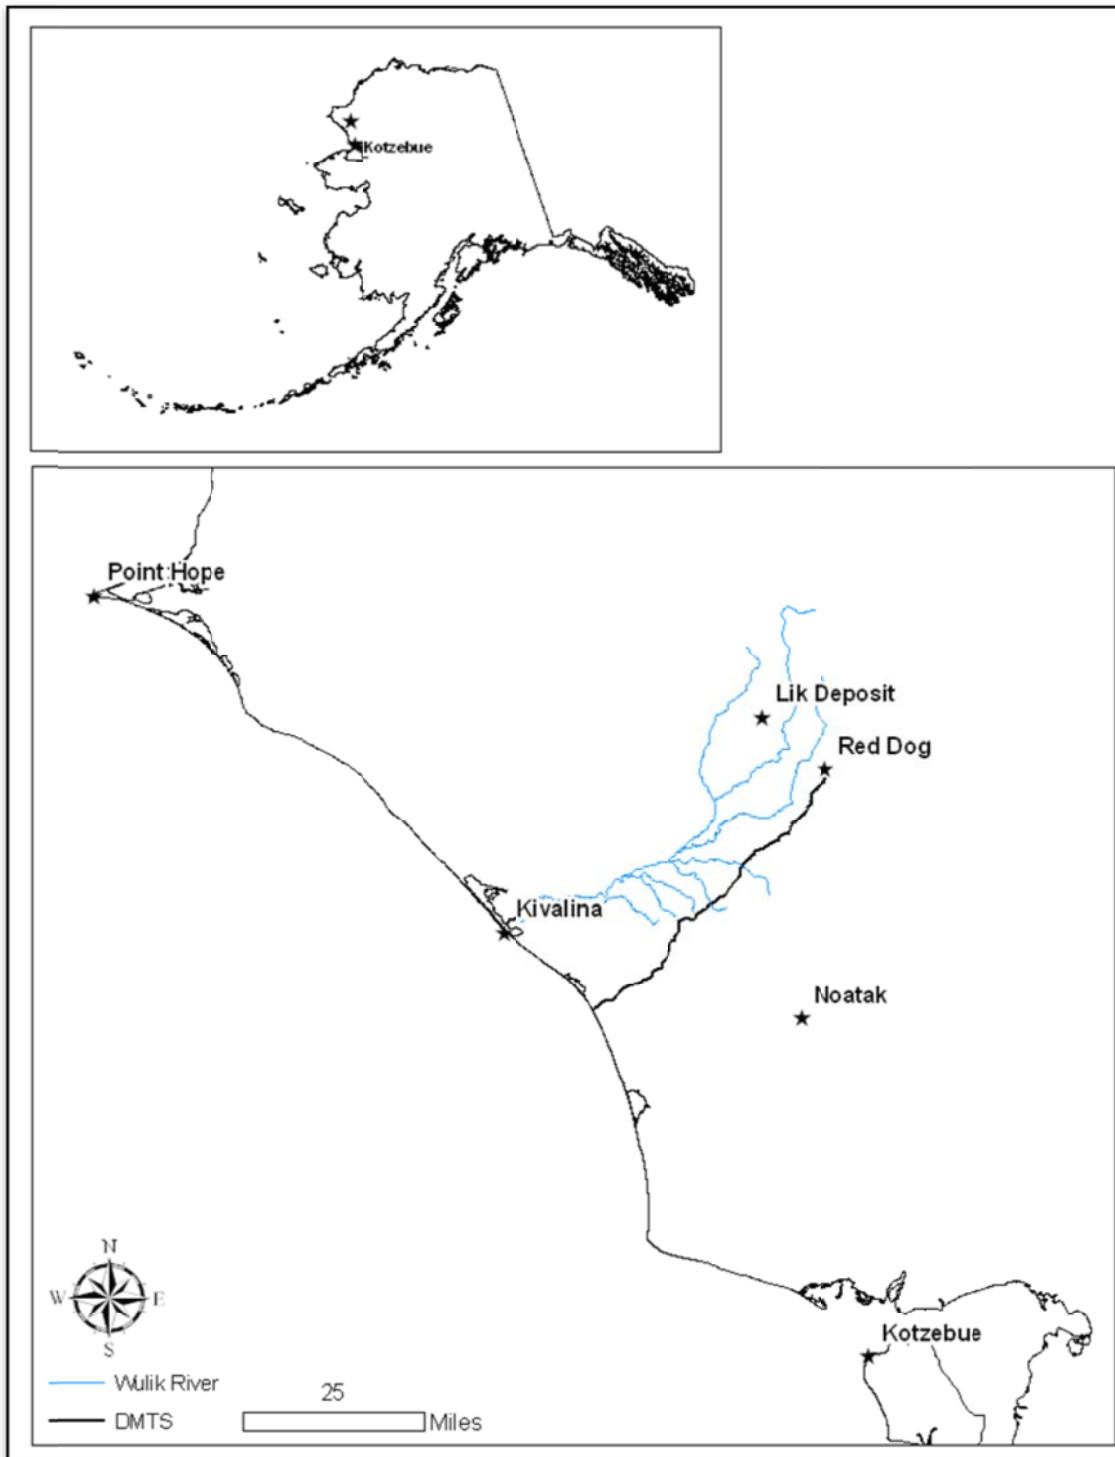 Kotzebue
Point Hope
Lik Deposit
Red Dog
Kivalina
Noatak
N
W E
S
Kotzebue
Wulik River
25
DMTS
Miles